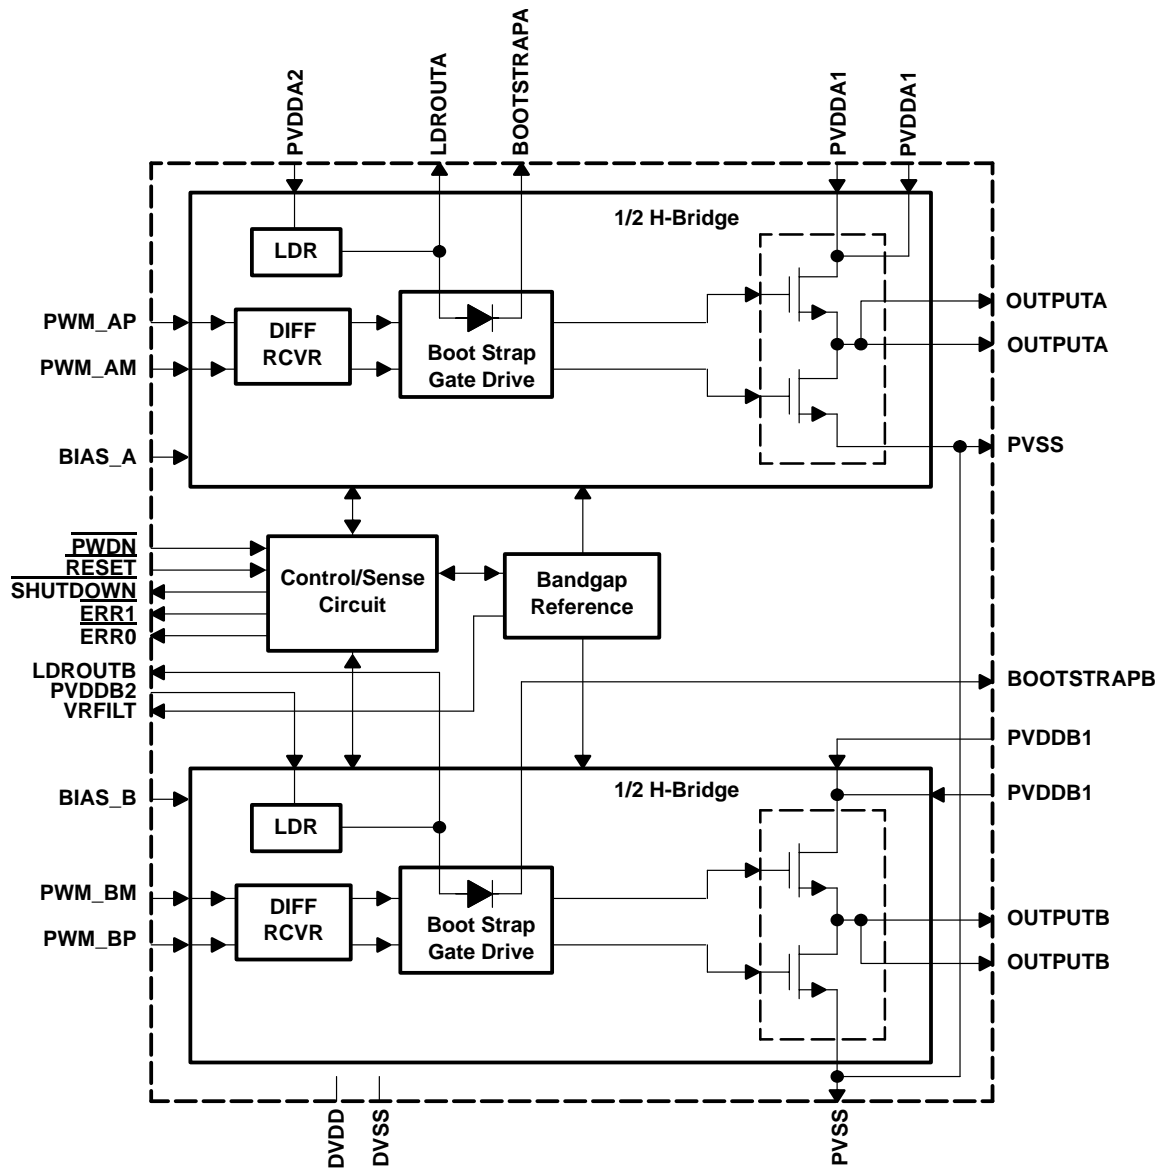 PVDDA2
LDROUTA
BOOTSTRAPA
PVDDA1
PVDDA1
1/2 H-Bridge
LDR
PWM_AP
PWM_AM
DIFF
RCVR
Boot Strap
Gate Drive
OUTPUTA
OUTPUTA
BIAS_A
PVSS
PWDN
RESET
SHUTDOWN
ERR1
ERR0
Control/Sense
Circuit
Bandgap
Reference
LDROUTB
PVDDB2
VRFILT
BOOTSTRAPB
PVDDB1
PVDDB1
BIAS_B
1/2 H-Bridge
LDR
PWM_BM
PWM_BP
DIFF
RCVR
Boot Strap
Gate Drive
OUTPUTB
OUTPUTB
DVDD
DVSS
PVSS